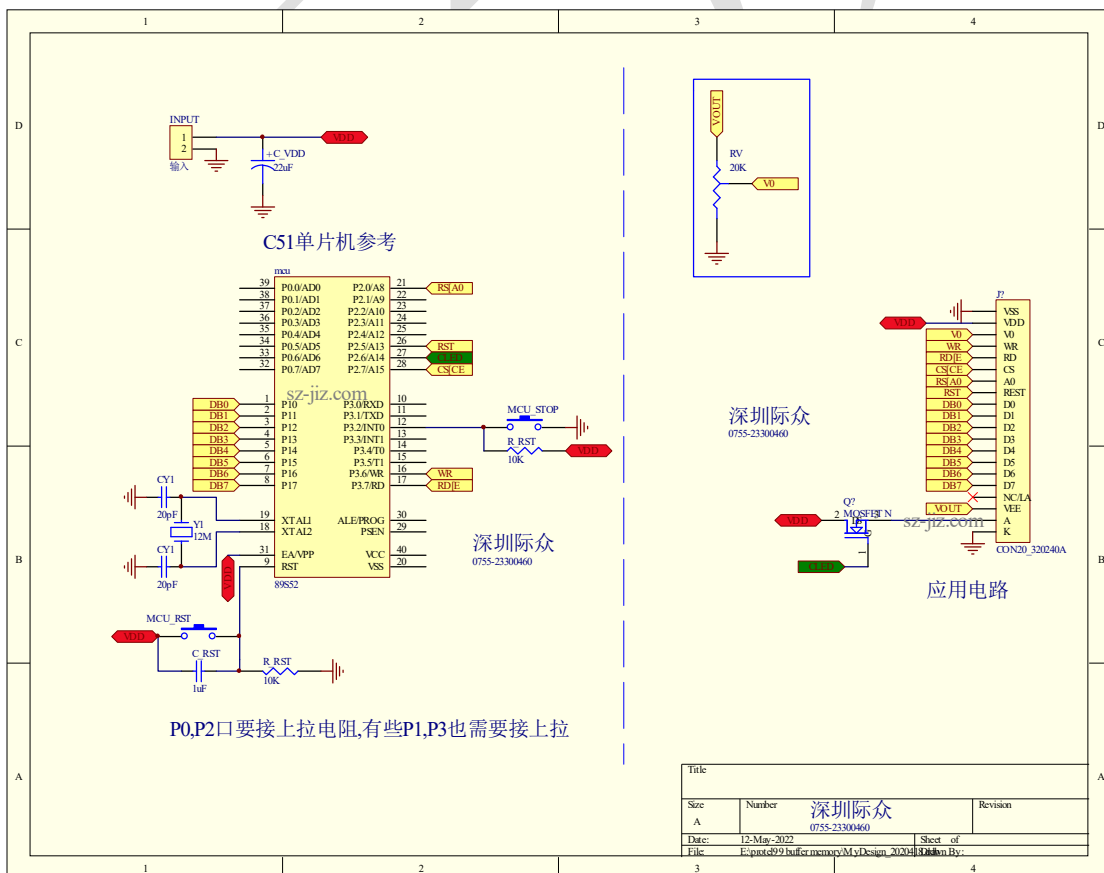 1 2 3 4
D
D
INPUT
1
2
输入
VDD
C_VDD
22uF
C51单片机参考
VOUT
RV
20K
V0
C
C
mcu
39 P0.0/AD0 P2.0/A8 21 RS|A0
38 P0.1/AD1 P2.1/A9 22
37 P0.2/AD2 P2.2/A10 23
36 P0.3/AD3 P2.3/A11 24
35 P0.4/AD4 P2.4/A12 25
34 P0.5/AD5 P2.5/A13 26 RST
33 P0.6/AD6 P2.6/A14 27 CLED
32 P0.7/AD7 P2.7/A15 28 CS|CE
sz-jiz.com
DB0 1 P10 P3.0/RXD 10
DB1 2 P11 P3.1/TXD 11
DB2 3 P12 P3.2/INT0 12
DB3 4 P13 P3.3/INT1 13
DB4 5 P14 P3.4/T0 14
DB5 6 P15 P3.5/T1 15
DB6 7 P16 P3.6/WR 16 WR
DB7 8 P17 P3.7/RD 17 RD|E
19 XTAL1 ALE/PROG 30
18 XTAL2 PSEN 29
31 EA/VPP VCC 40
9 RST VSS 20
89S52
MCU_STOP
R_RST
10K
VDD
CY1
20pF
Y1
12M
CY1
20pF
VDD
MCU_RST
VDD
C_RST
1uF
R_RST
10K
深圳际众
0755-23300460
P0,P2口要接上拉电阻,有些P1,P3也需要接上拉
深圳际众
0755-23300460
J?
VSS
VDD VDD
V0 V0
WR WR
RD|E RD
CS|CE CS
RS|A0 A0
RST REST
DB0 D0
DB1 D1
DB2 D2
DB3 D3
DB4 D4
DB5 D5
DB6 D6
DB7 D7
NC/LA
VOUT VEE
A
K
CON20_320240A
Q?
MOSFET N
VDD 2
3
1
CLED
sz-jiz.com
应用电路
B
B
A
A
Title
Size
A
Number
深圳际众
0755-23300460
Revision
Date: 12-May-2022 Sheet of
File: Drawn By:
1 2 3 4